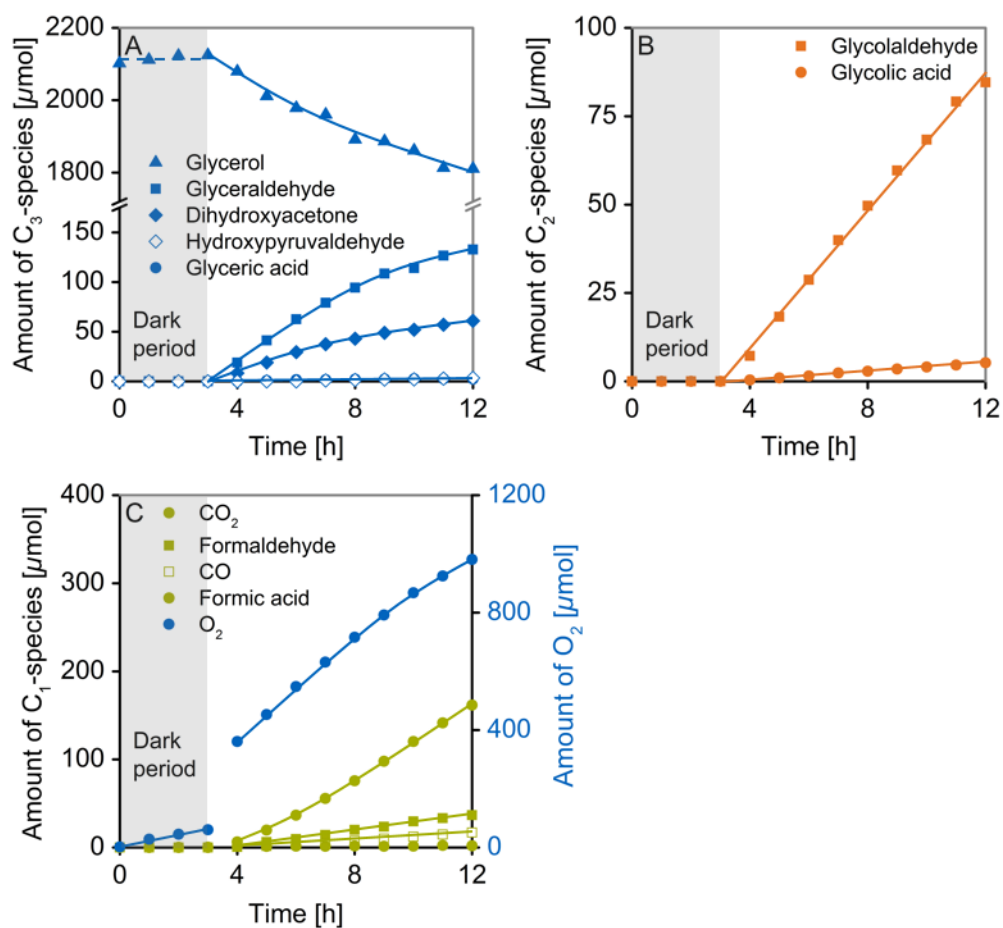 A
Amount of C₃-species [µmol]
2200
2000
1800
150
100
50
0
Glycerol
Glyceraldehyde
Dihydroxyacetone
Hydroxypyruvaldehyde
Glyceric acid
Dark
period
0
4
8
12
Time [h]
B
Amount of C₂-species [µmol]
100
75
50
25
0
Glycolaldehyde
Glycolic acid
Dark
period
0
4
8
12
Time [h]
C
Amount of C₁-species [µmol]
400
300
200
100
0
CO₂
Formaldehyde
CO
Formic acid
O₂
Dark
period
1200
800
400
0
Amount of O₂ [µmol]
0
4
8
12
Time [h]